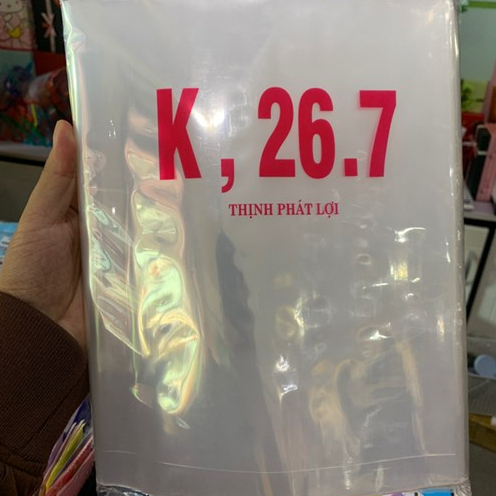 K , 26.7
THỊNH PHÁT LỢI